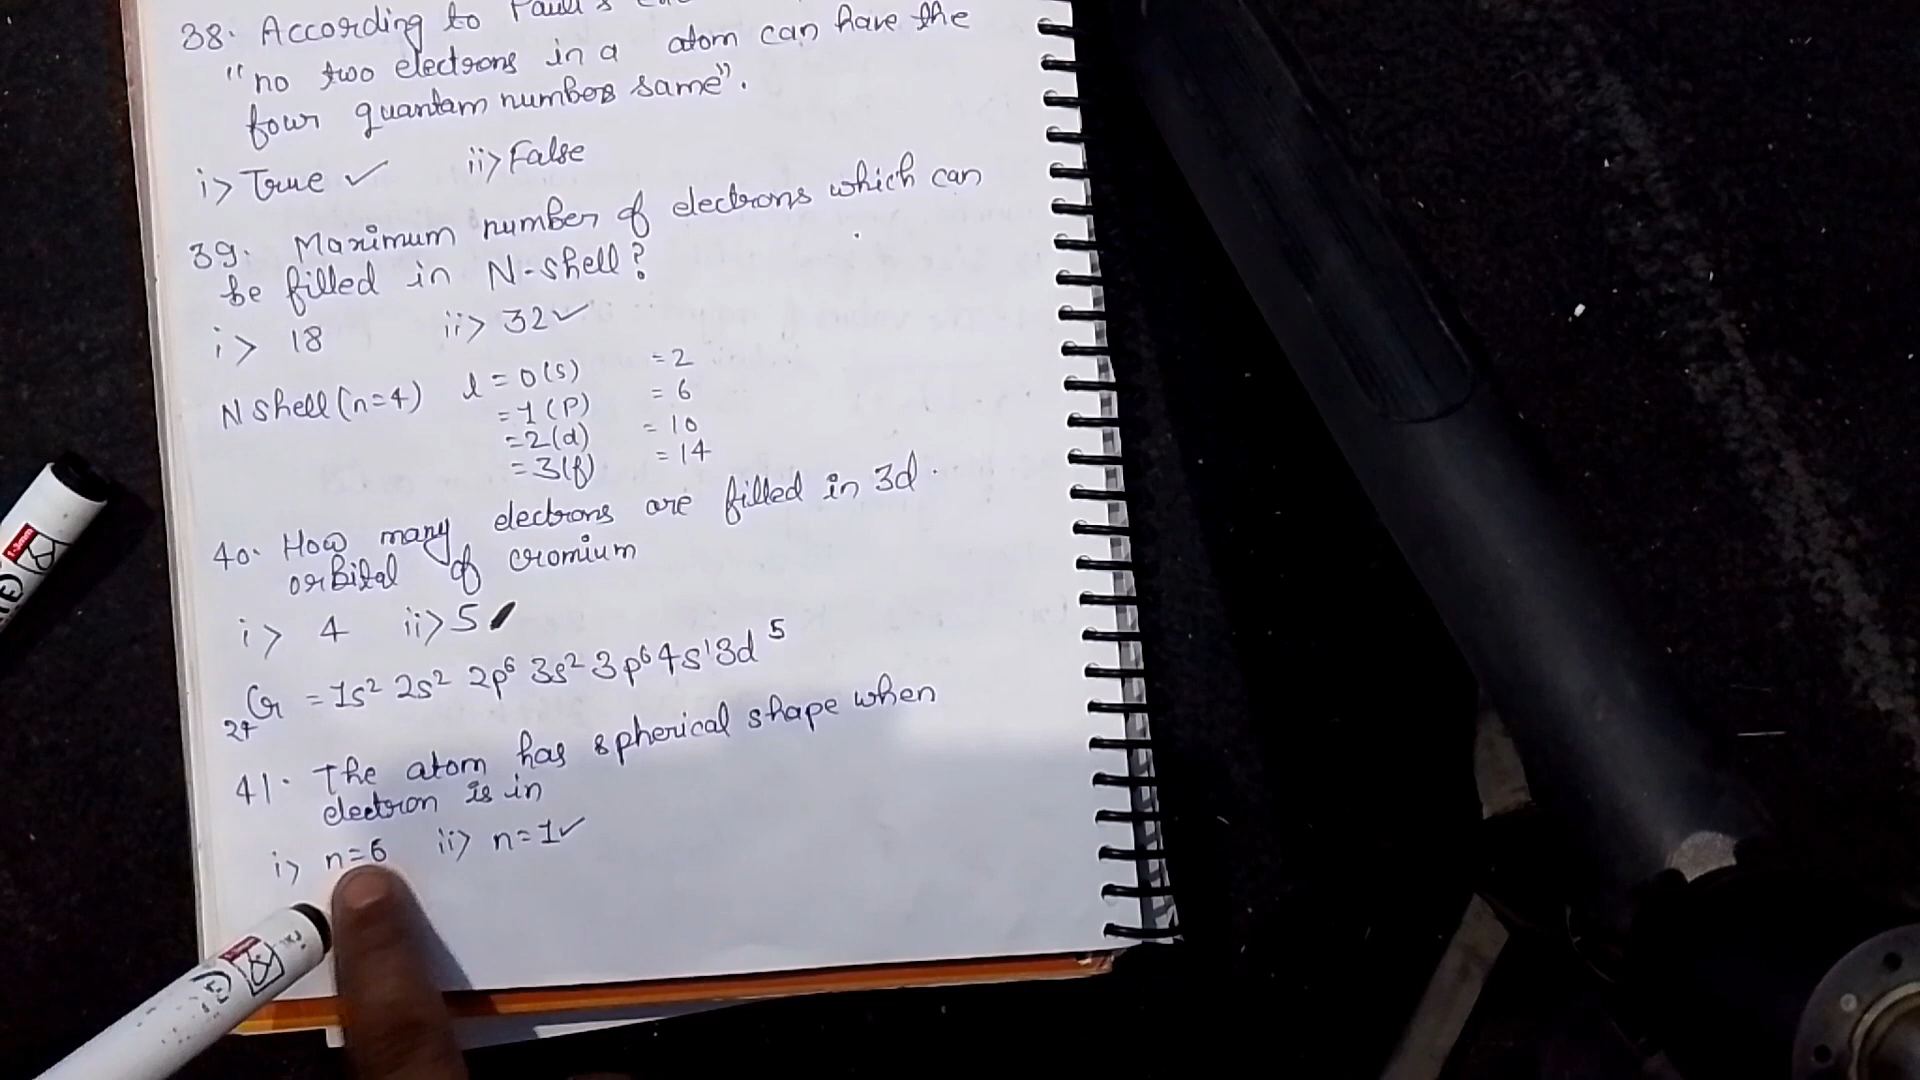 38. According to Pauli's
"no two electrons in a atom can have the
four quantam numbers same".
i> True ✓ ii> False
39. Maximum number of electrons which can
be filled in N-shell?
i> 18 ii> 32 ✓
N shell (n=4) l = 0(s) = 2
= 1(p) = 6
= 2(d) = 10
= 3(f) = 14
40. How many electrons are filled in 3d
orbital of cromium
i> 4 ii> 5
24Cr = 1s² 2s² 2p⁶ 3s² 3p⁶ 4s¹ 3d⁵
41. The atom has spherical shape when
electron is in
i> n=6 ii> n=1 ✓